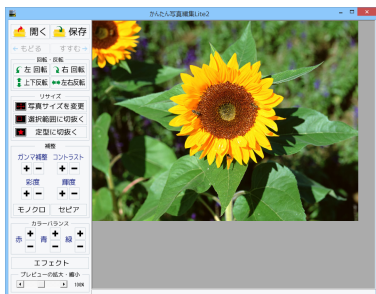 かんたん写真編集Lite2
開く 保存
←もどる すすむ→
回転・反転
左 回転 右 回転
上下反転 左右反転
リサイズ
写真サイズを変更
選択範囲に切抜く
定型に切抜く
補整
ガンマ補整 コントラスト
+ − + −
彩度 輝度
+ − + −
モノクロ セピア
カラーバランス
赤 + − 青 + − 緑 + −
エフェクト
プレビューの拡大・縮小
100%